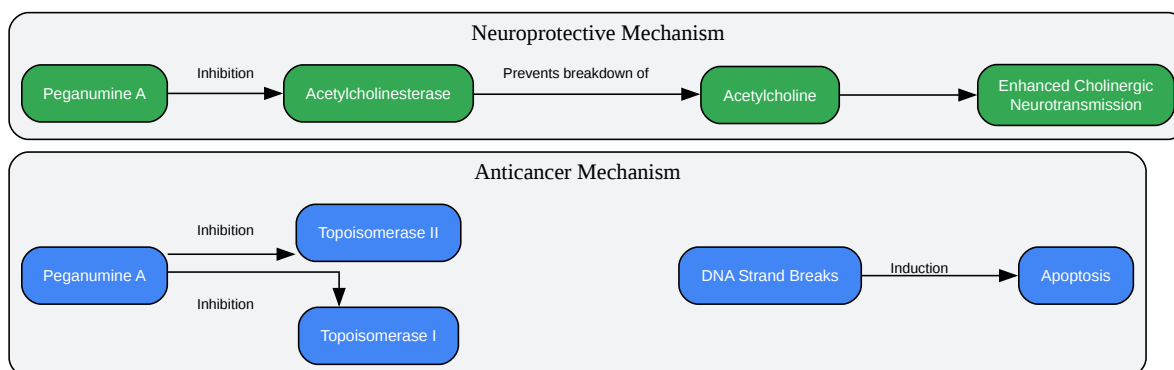 Neuroprotective Mechanism
Peganumine A
Inhibition
Acetylcholinesterase
Prevents breakdown of
Acetylcholine
Enhanced Cholinergic
Neurotransmission
Anticancer Mechanism
Peganumine A
Inhibition
Topoisomerase II
Inhibition
Topoisomerase I
DNA Strand Breaks
Induction
Apoptosis